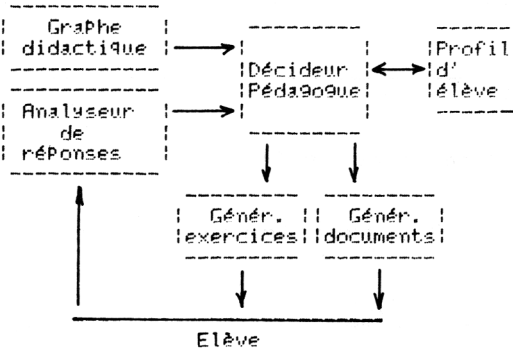 Graphe
didactique
Analyseur
de
réponses
Décideur
Pédagogue
Profil
d'
élève
Génér.
exercices
Génér.
documents
Elève